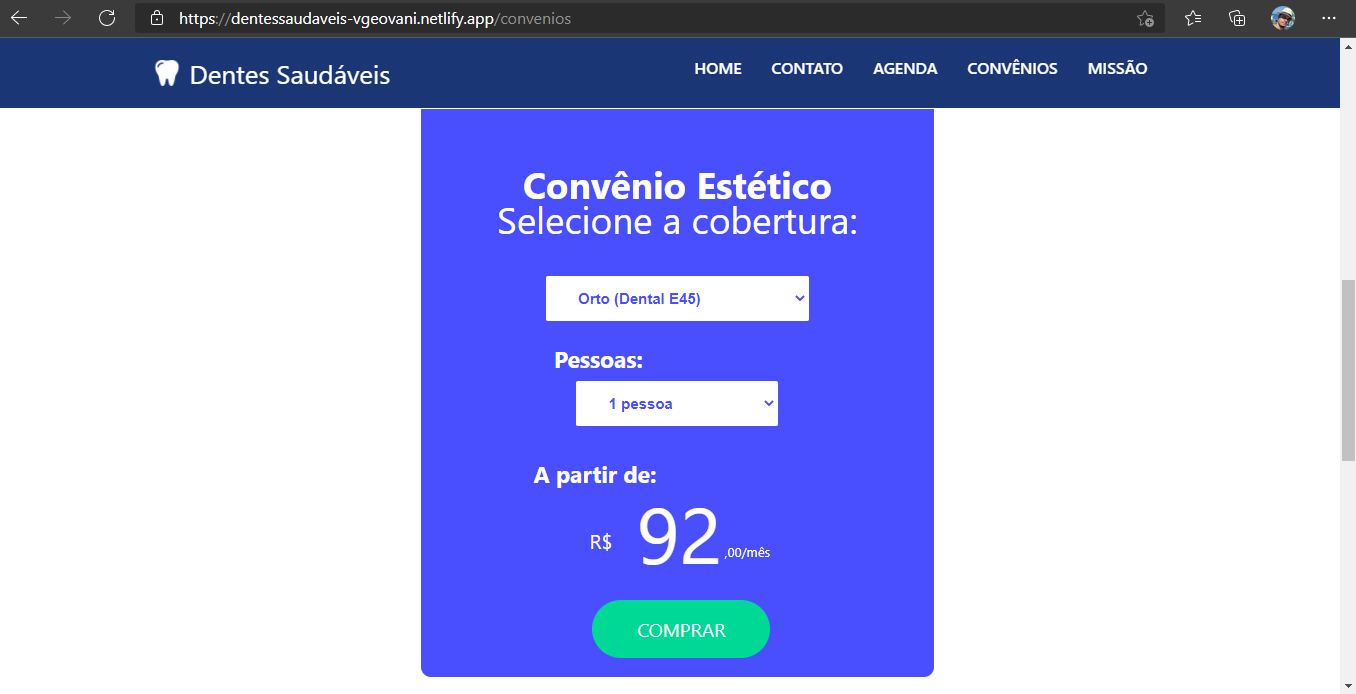 https://dentessaudaveis-vgeovani.netlify.app/convenios
Dentes Saudáveis
HOME CONTATO AGENDA CONVÊNIOS MISSÃO
Convênio Estético
Selecione a cobertura:
Orto (Dental E45)
Pessoas:
1 pessoa
A partir de:
R$ 92 ,00/mês
COMPRAR